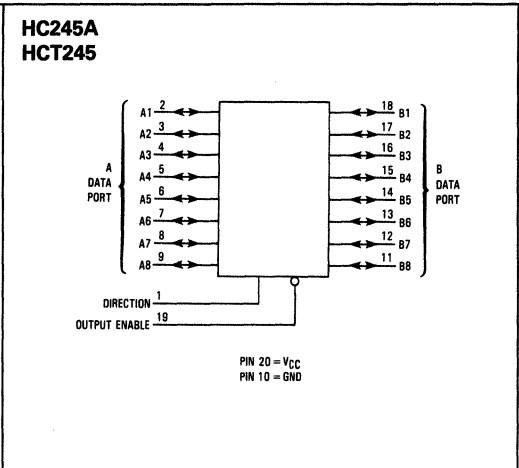 HC245A
HCT245
A1 2
A2 3
A3 4
A4 5
A5 6
A6 7
A7 8
A8 9
A
DATA
PORT
18 B1
17 B2
16 B3
15 B4
14 B5
13 B6
12 B7
11 B8
B
DATA
PORT
DIRECTION 1
OUTPUT ENABLE 19
PIN 20 = VCC
PIN 10 = GND